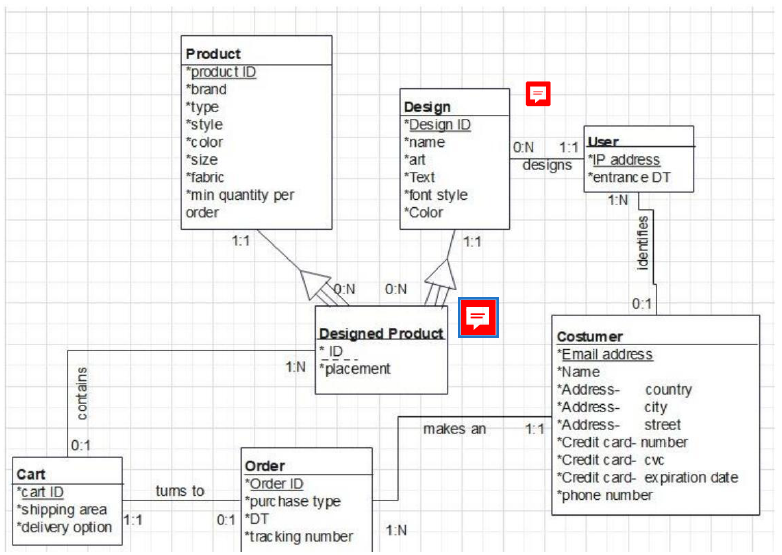 Product
*product ID
*brand
*type
*style
*color
*size
*fabric
*min quantity per
order
1:1
Design
*Design ID
*name
*art
*Text
*font style
*Color
1:1
0:N
1:1
designs
User
*IP address
*entrance DT
1:N
identifies
0:1
0:N
0:N
Designed Product
* ID
*placement
1:N
contains
0:1
Costumer
*Email address
*Name
*Address- country
*Address- city
*Address- street
*Credit card- number
*Credit card- cvc
*Credit card- expiration date
*phone number
makes an
1:1
Cart
*cart ID
*shipping area
*delivery option
turns to
1:1
0:1
Order
*Order ID
*purchase type
*DT
*tracking number
1:N